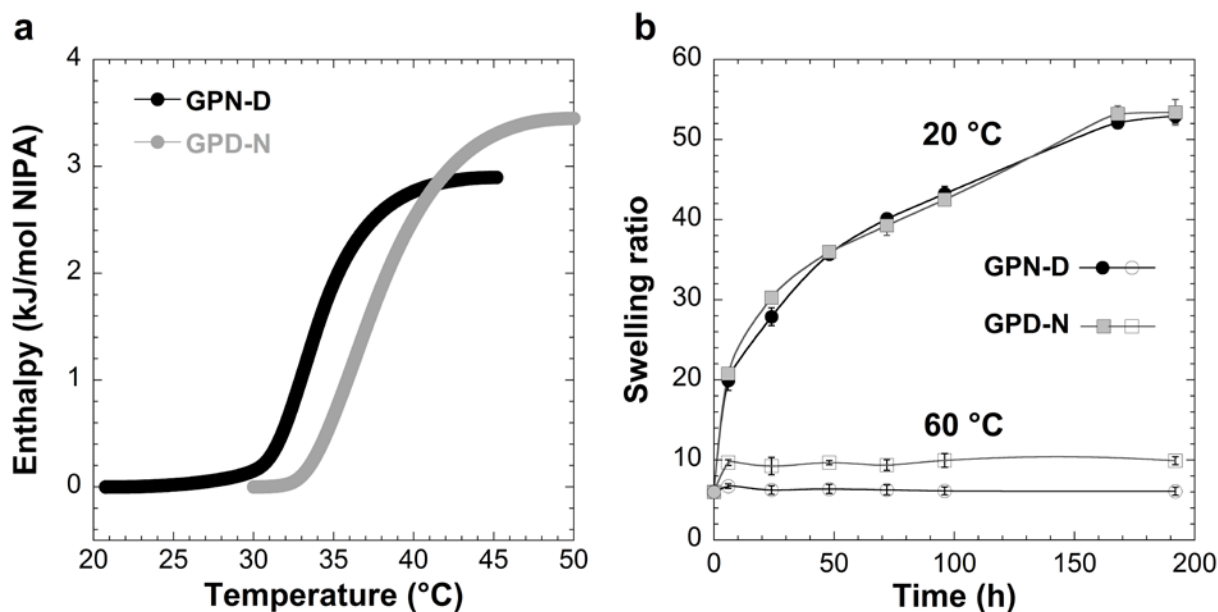 a
Enthalpy (kJ/mol NIPA)
4
3
2
1
0
GPN-D
GPD-N
20 25 30 35 40 45 50
Temperature (°C)
b
Swelling ratio
60
50
40
30
20
10
0
20 °C
GPN-D
GPD-N
60 °C
0 50 100 150 200
Time (h)